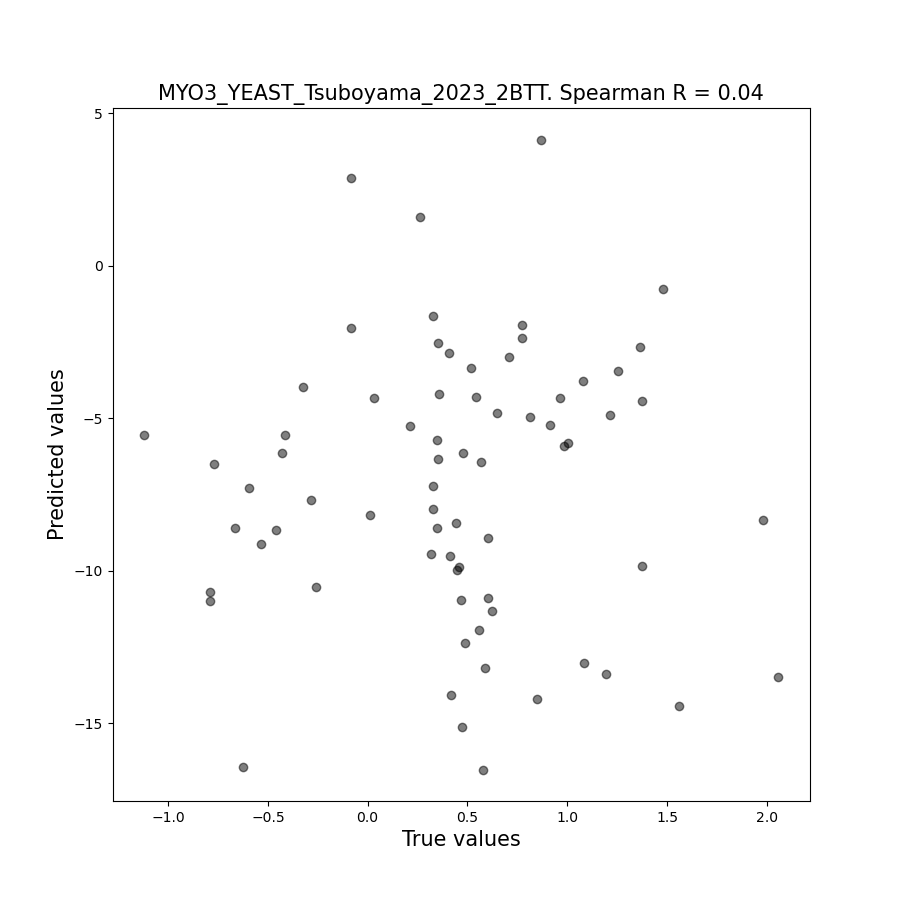 MYO3_YEAST_Tsuboyama_2023_2BTT. Spearman R = 0.04
5
0
−5
−10
−15
Predicted values
−1.0 −0.5 0.0 0.5 1.0 1.5 2.0
True values